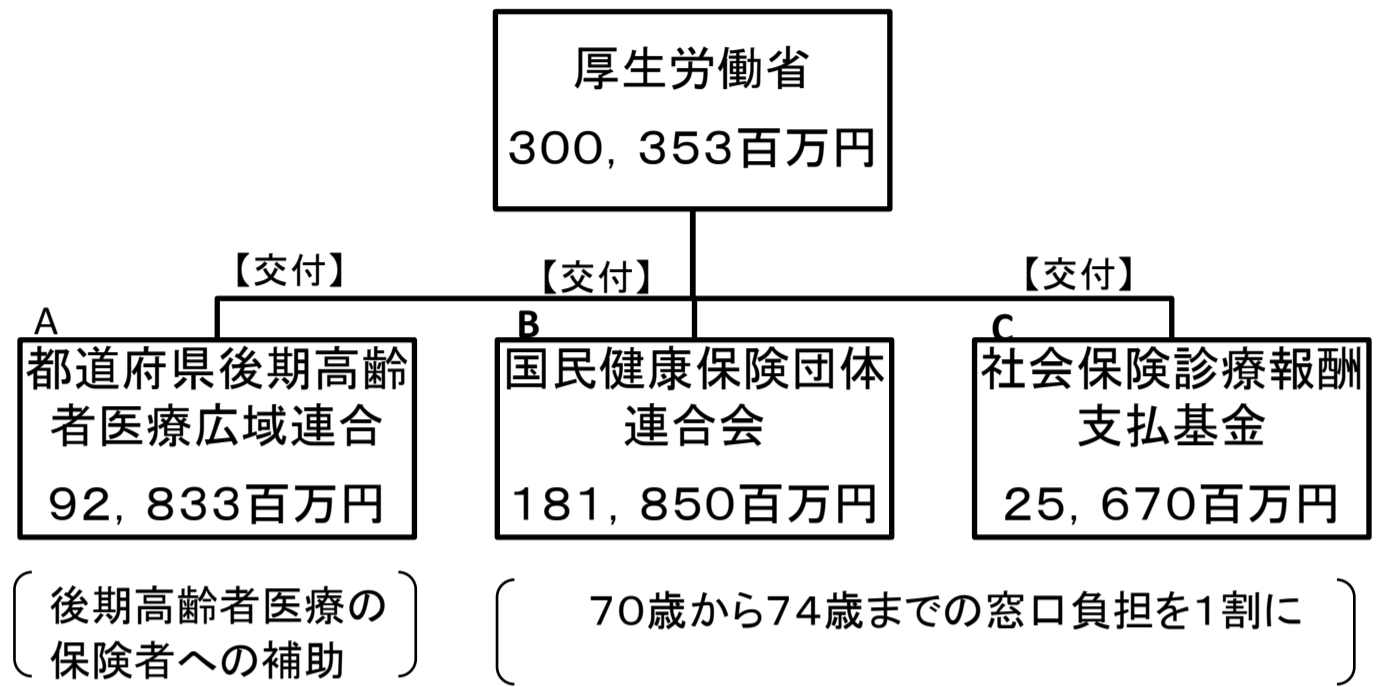 厚生労働省
300,353百万円
【交付】
【交付】
【交付】
A
都道府県後期高齢
者医療広域連合
92,833百万円
B
国民健康保険団体
連合会
181,850百万円
C
社会保険診療報酬
支払基金
25,670百万円
後期高齢者医療の
保険者への補助
70歳から74歳までの窓口負担を1割に